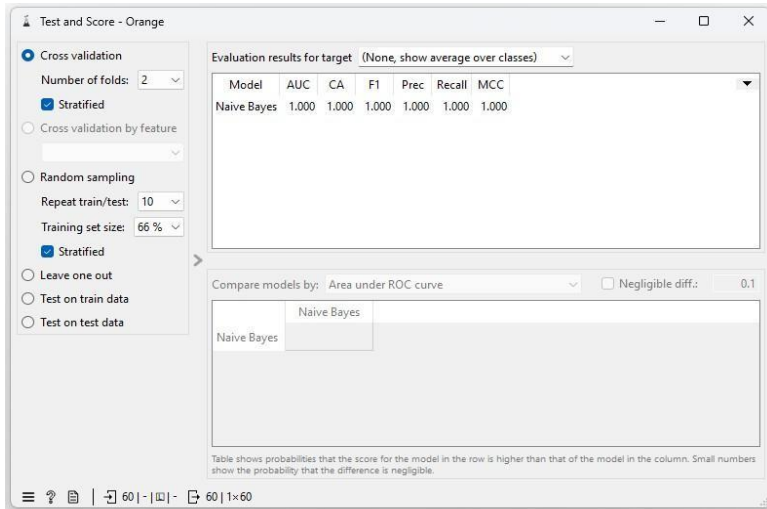 Test and Score - Orange
Cross validation
Number of folds: 2
Stratified
Cross validation by feature
Random sampling
Repeat train/test: 10
Training set size: 66 %
Stratified
Leave one out
Test on train data
Test on test data
Evaluation results for target (None, show average over classes)
Model AUC CA F1 Prec Recall MCC
Naive Bayes 1.000 1.000 1.000 1.000 1.000 1.000
Compare models by: Area under ROC curve Negligible diff.: 0.1
Naive Bayes
Naive Bayes
Table shows probabilities that the score for the model in the row is higher than that of the model in the column. Small numbers
show the probability that the difference is negligible.
60 | - | - 60 | 1×60